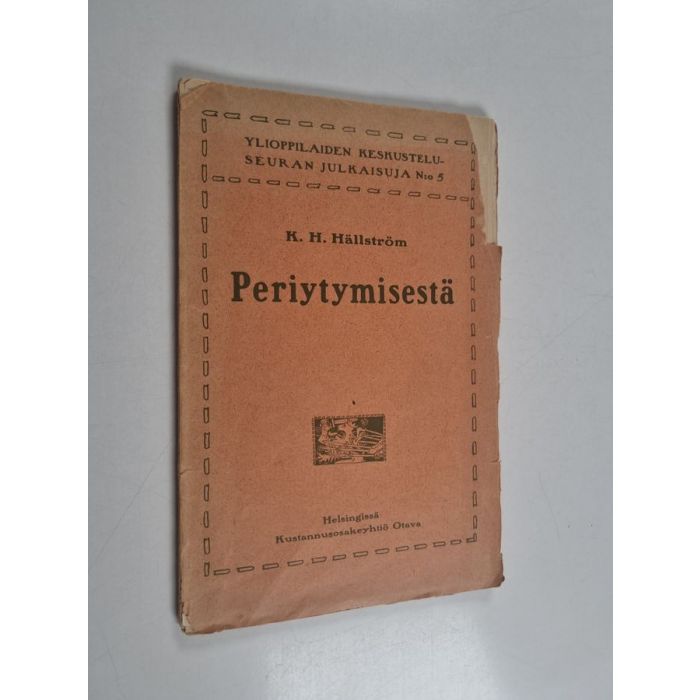 YLIOPPILAIDEN KESKUSTELU-
SEURAN JULKAISUJA N:o 5
K. H. Hällström
Periytymisestä
Helsingissä
Kustannusosakeyhtiö Otava